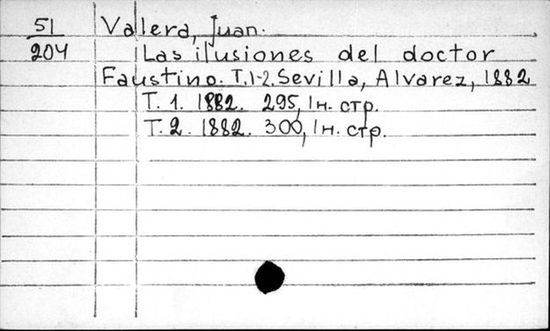 51 Valera, Juan.
204 Las ilusiones del doctor
Faustino. T.1-2. Sevilla, Alvarez, 1882
T. 1. 1882. 295, 1н. стр.
T. 2. 1882. 300, 1н. стр.